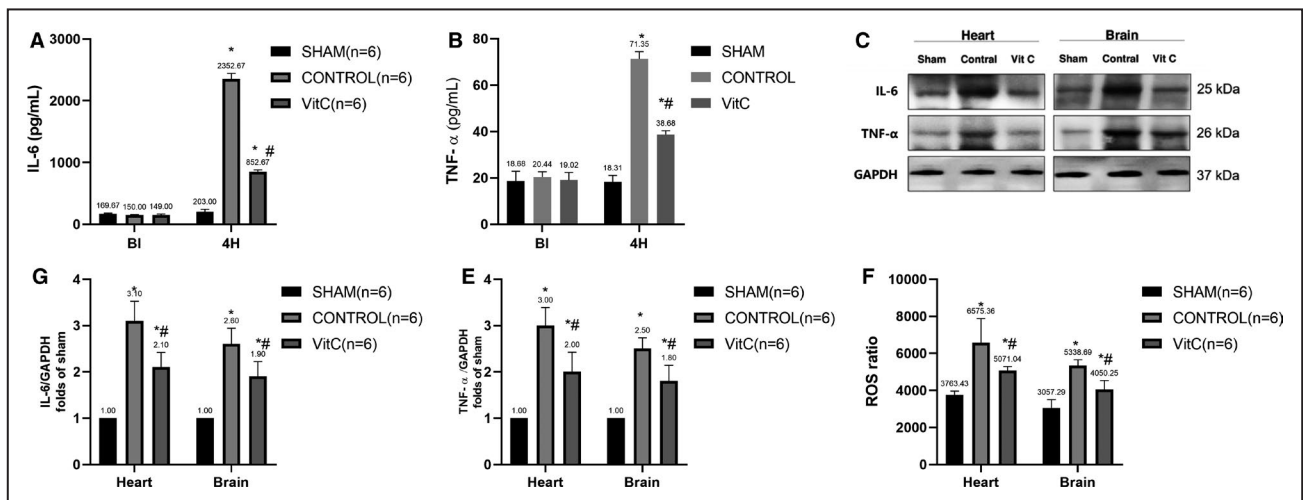 A
3000
2000
1000
0
IL-6 (pg/mL)
169.67
150.00
149.00
203.00
*
2352.67
* #
852.67
BI
4H
SHAM(n=6)
CONTROL(n=6)
VitC(n=6)
B
80
60
40
20
0
TNF- α (pg/mL)
18.68
20.44
19.02
18.31
*
71.35
*#
38.68
BI
4H
SHAM
CONTROL
VitC
C
Heart
Brain
Sham Contral Vit C
Sham Contral Vit C
IL-6
25 kDa
TNF-α
26 kDa
GAPDH
37 kDa
G
4
3
2
1
0
IL-6/GAPDH
folds of sham
1.00
*
3.10
*#
2.10
1.00
*
2.60
*#
1.90
Heart
Brain
SHAM(n=6)
CONTROL(n=6)
VitC(n=6)
E
4
3
2
1
0
TNF- α /GAPDH
folds of sham
1.00
*
3.00
*#
2.00
1.00
*
2.50
*#
1.80
Heart
Brain
SHAM(n=6)
CONTROL(n=6)
VitC(n=6)
F
10000
8000
6000
4000
2000
0
ROS ratio
3763.43
*
6575.36
*#
5071.04
3057.29
*
5338.69
*#
4050.25
Heart
Brain
SHAM(n=6)
CONTROL(n=6)
VitC(n=6)